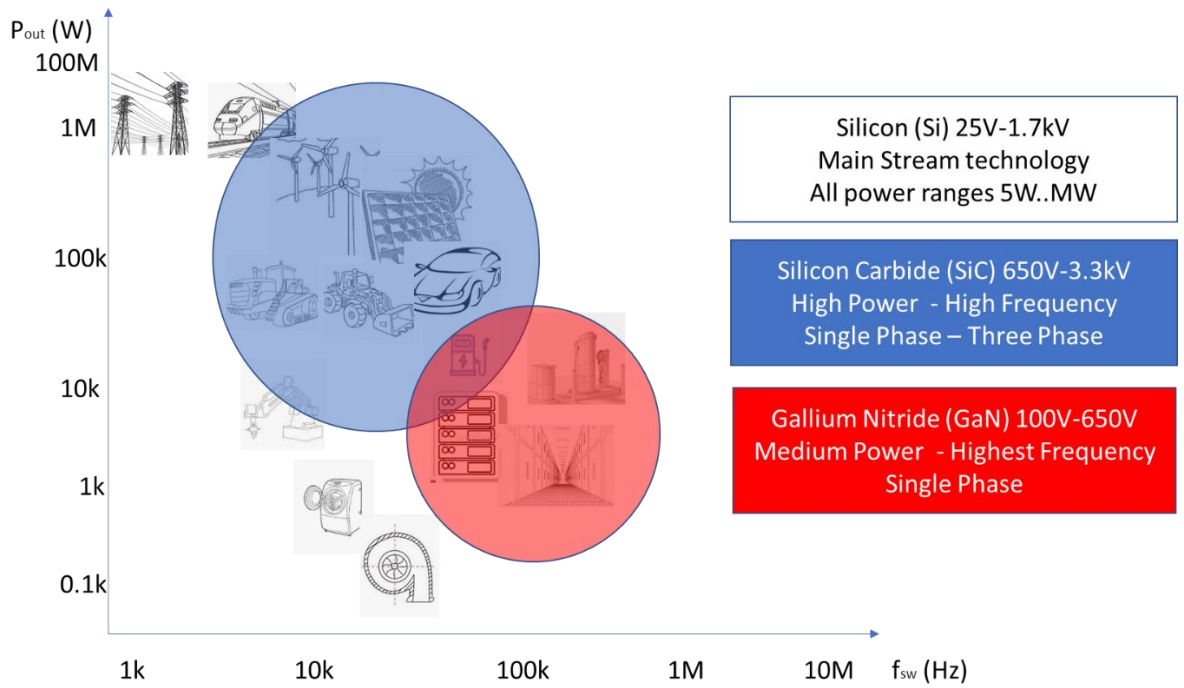 Pout (W)
100M
1M
100k
10k
1k
0.1k
1k 10k 100k 1M 10M fsw (Hz)
Silicon (Si) 25V-1.7kV
Main Stream technology
All power ranges 5W..MW
Silicon Carbide (SiC) 650V-3.3kV
High Power - High Frequency
Single Phase – Three Phase
Gallium Nitride (GaN) 100V-650V
Medium Power - Highest Frequency
Single Phase